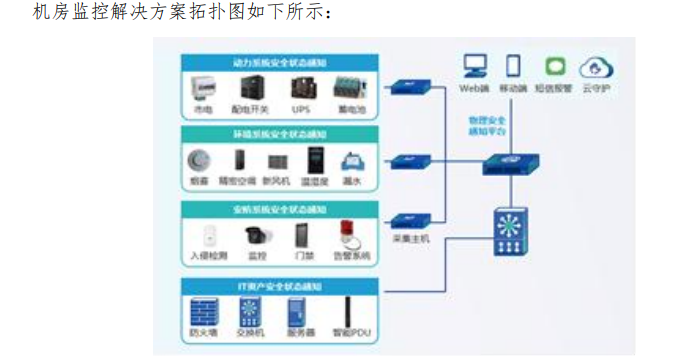 机房监控解决方案拓扑图如下所示：
动力系统安全状态感知
市电 配电开关 UPS 蓄电池
Web端 移动端 短信报警 云守护
物理安全
感知平台
环境系统安全状态感知
烟雾 精密空调 新风机 温湿度 漏水
安防系统安全状态感知
入侵检测 监控 门禁 告警系统
采集主机
IT资产安全状态感知
防火墙 交换机 服务器 智能PDU